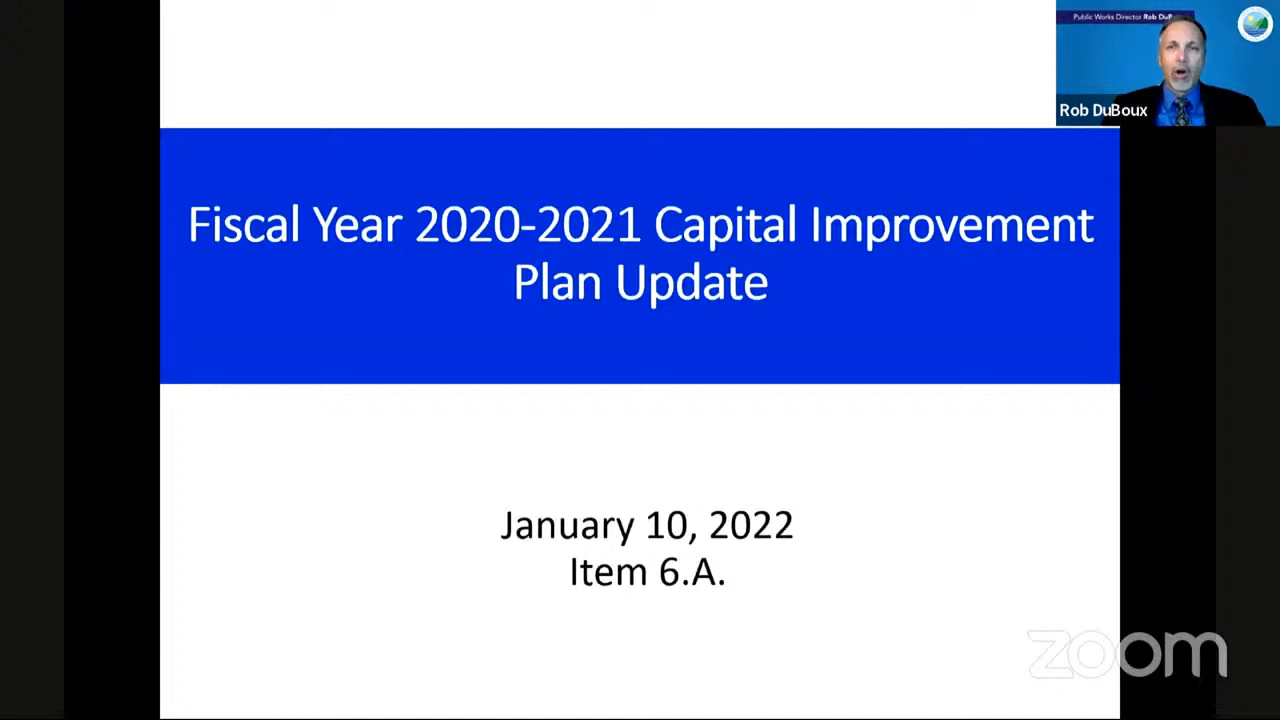 Public Works Director Rob DuB
Rob DuBoux
Fiscal Year 2020-2021 Capital Improvement
Plan Update
January 10, 2022
Item 6.A.
zoom